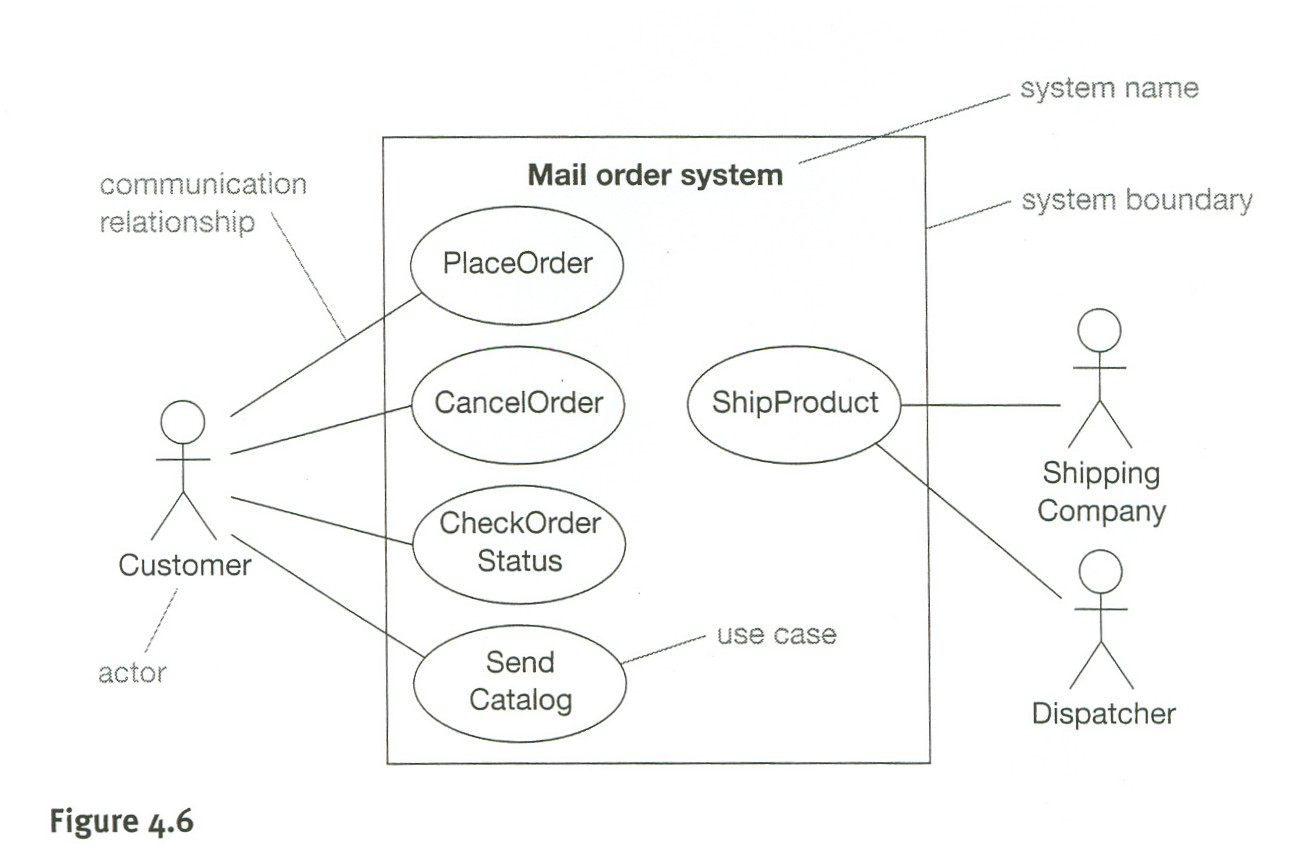 system name
Mail order system
communication
relationship
system boundary
PlaceOrder
CancelOrder
ShipProduct
Shipping
Company
CheckOrder
Status
Customer
use case
Send
Catalog
actor
Dispatcher
Figure 4.6